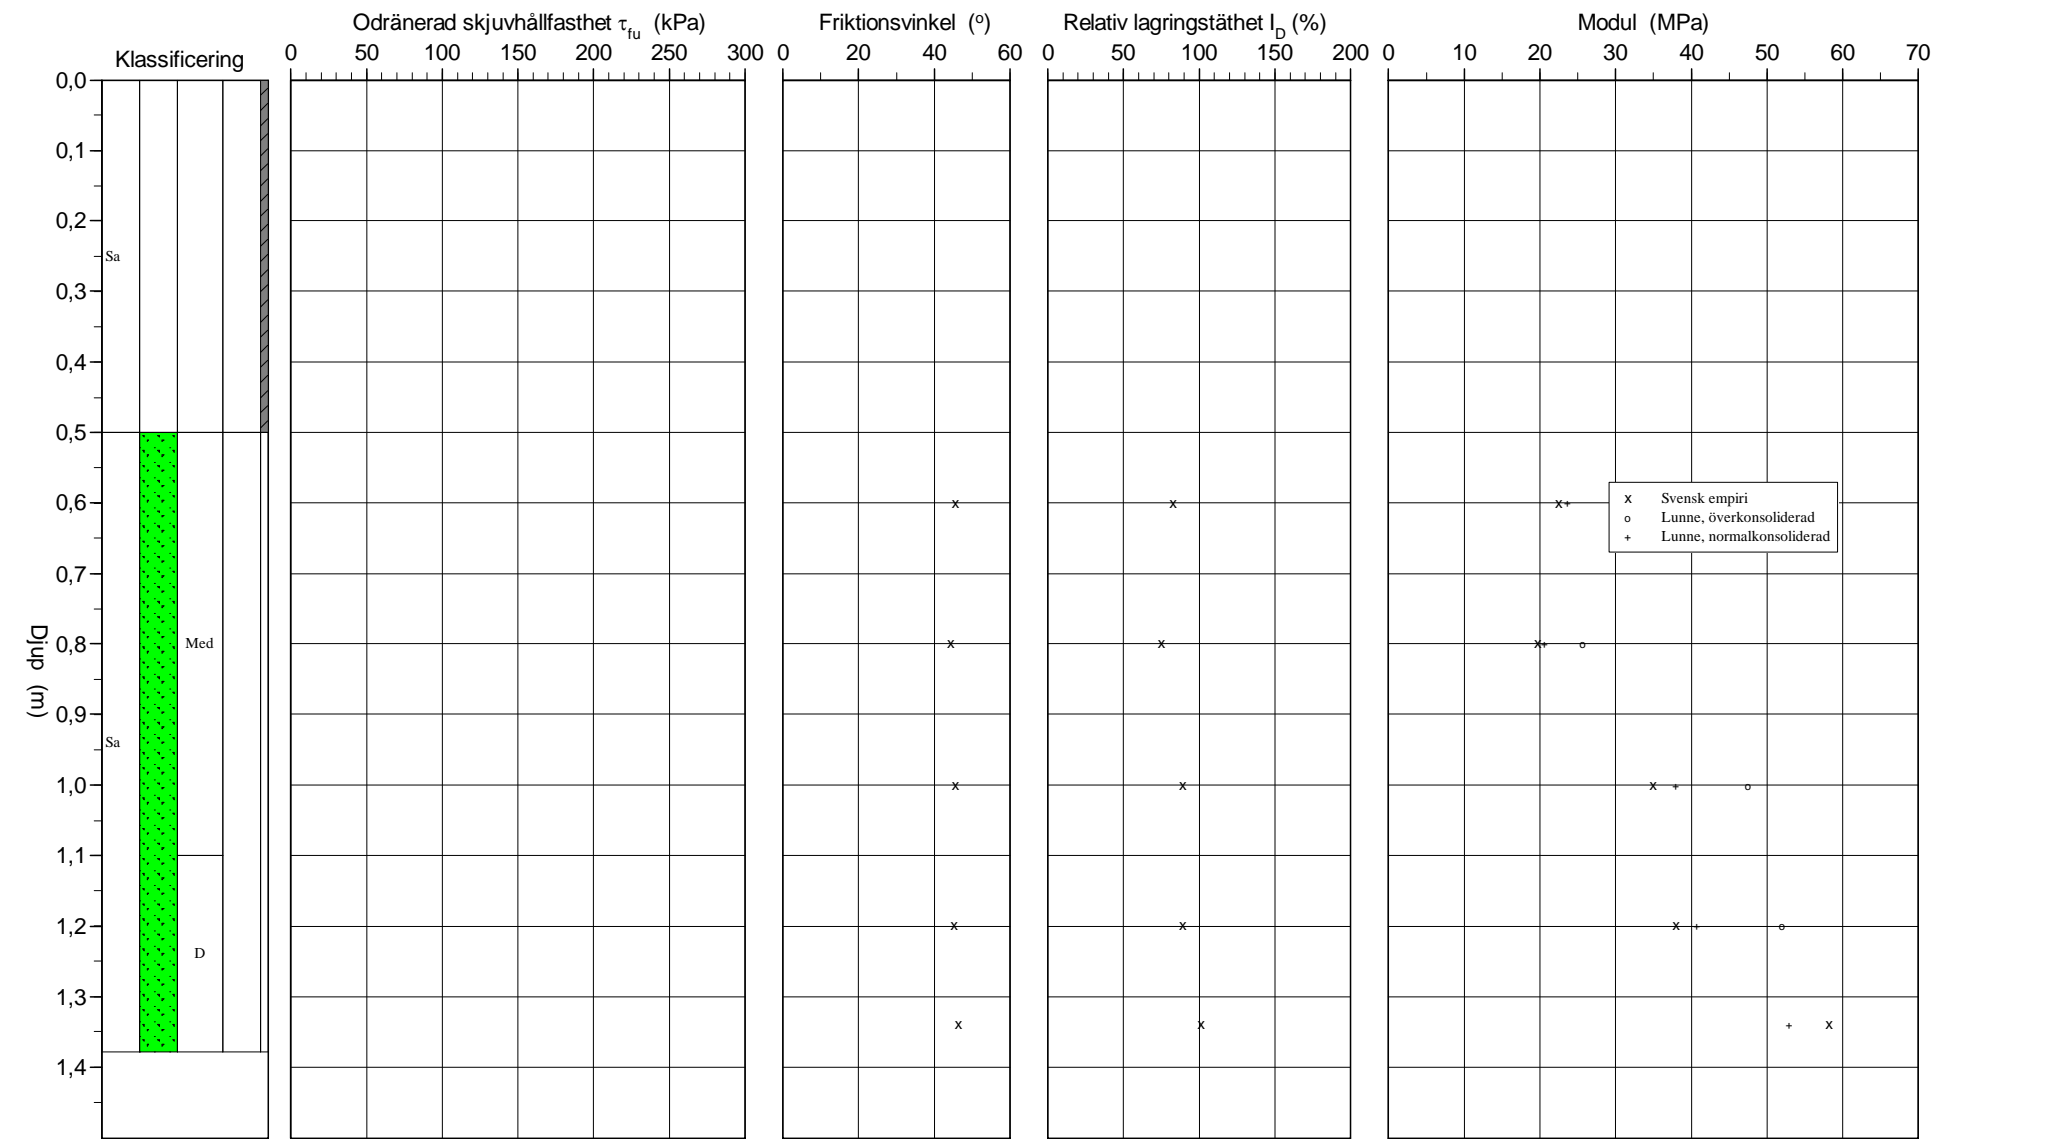 Odränerad skjuvhållfasthet τfu (kPa)
Friktionsvinkel (°)
Relativ lagringstäthet ID (%)
Modul (MPa)
Klassificering
0 50 100 150 200 250 300
0 20 40 60
0 50 100 150 200
0 10 20 30 40 50 60 70
0,0
0,1
0,2
Sa
0,3
0,4
0,5
0,6
x Svensk empiri
o Lunne, överkonsoliderad
+ Lunne, normalkonsoliderad
0,7
Djup (m)
0,8
Med
0,9
Sa
1,0
1,1
1,2
D
1,3
1,4